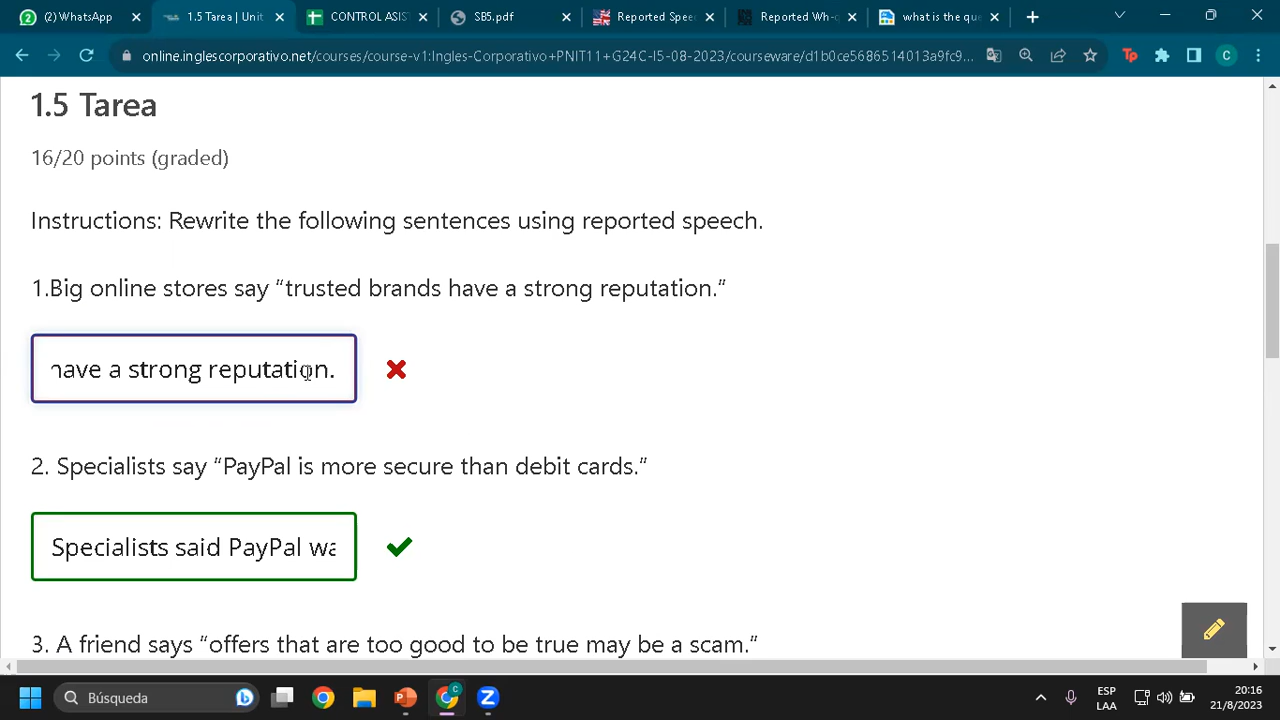 (2) WhatsApp
1.5 Tarea | Unit
CONTROL ASIS
SB5.pdf
Reported Spee
Reported Wh-q
what is the que
online.inglescorporativo.net/courses/course-v1:Ingles-Corporativo+PNIT11+G24C-I5-08-2023/courseware/d1b0ce5686514013a9fc9...
Tp
C
1.5 Tarea
16/20 points (graded)
Instructions: Rewrite the following sentences using reported speech.
1.Big online stores say “trusted brands have a strong reputation.”
have a strong reputation.
2. Specialists say “PayPal is more secure than debit cards.”
Specialists said PayPal wa
3. A friend says “offers that are too good to be true may be a scam.”
Búsqueda
ESP
LAA
20:16
21/8/2023